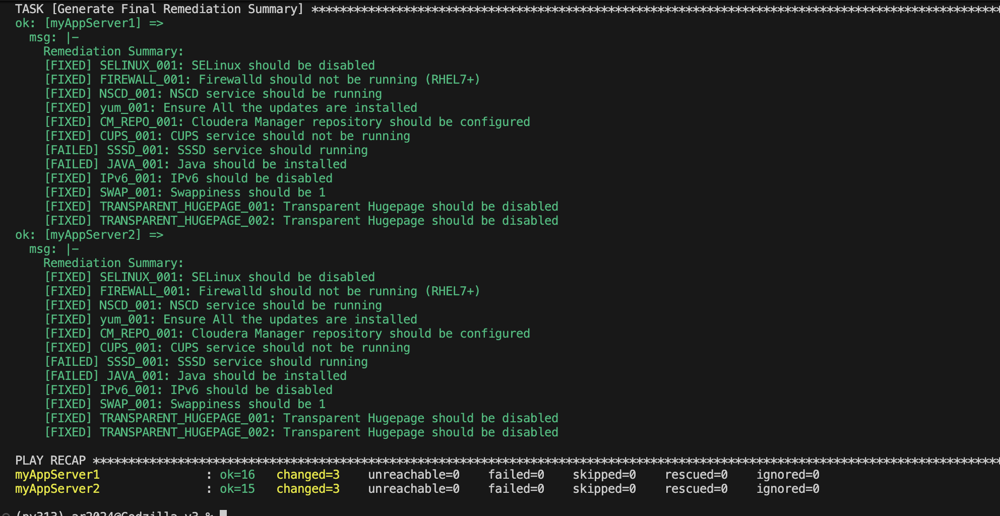 TASK [Generate Final Remediation Summary] *************************************************************************************************
ok: [myAppServer1] =>
msg: |-
Remediation Summary:
[FIXED] SELINUX_001: SELinux should be disabled
[FIXED] FIREWALL_001: Firewalld should not be running (RHEL7+)
[FIXED] NSCD_001: NSCD service should be running
[FIXED] yum_001: Ensure All the updates are installed
[FIXED] CM_REPO_001: Cloudera Manager repository should be configured
[FIXED] CUPS_001: CUPS service should not be running
[FAILED] SSSD_001: SSSD service should running
[FAILED] JAVA_001: Java should be installed
[FIXED] IPv6_001: IPv6 should be disabled
[FIXED] SWAP_001: Swappiness should be 1
[FIXED] TRANSPARENT_HUGEPAGE_001: Transparent Hugepage should be disabled
[FIXED] TRANSPARENT_HUGEPAGE_002: Transparent Hugepage should be disabled
ok: [myAppServer2] =>
msg: |-
Remediation Summary:
[FIXED] SELINUX_001: SELinux should be disabled
[FIXED] FIREWALL_001: Firewalld should not be running (RHEL7+)
[FIXED] NSCD_001: NSCD service should be running
[FIXED] yum_001: Ensure All the updates are installed
[FIXED] CM_REPO_001: Cloudera Manager repository should be configured
[FIXED] CUPS_001: CUPS service should not be running
[FAILED] SSSD_001: SSSD service should running
[FAILED] JAVA_001: Java should be installed
[FIXED] IPv6_001: IPv6 should be disabled
[FIXED] SWAP_001: Swappiness should be 1
[FIXED] TRANSPARENT_HUGEPAGE_001: Transparent Hugepage should be disabled
[FIXED] TRANSPARENT_HUGEPAGE_002: Transparent Hugepage should be disabled
PLAY RECAP ********************************************************************************************************************************
myAppServer1 : ok=16 changed=3 unreachable=0 failed=0 skipped=0 rescued=0 ignored=0
myAppServer2 : ok=15 changed=3 unreachable=0 failed=0 skipped=0 rescued=0 ignored=0
(py313) ar2024@Godzilla v3 %